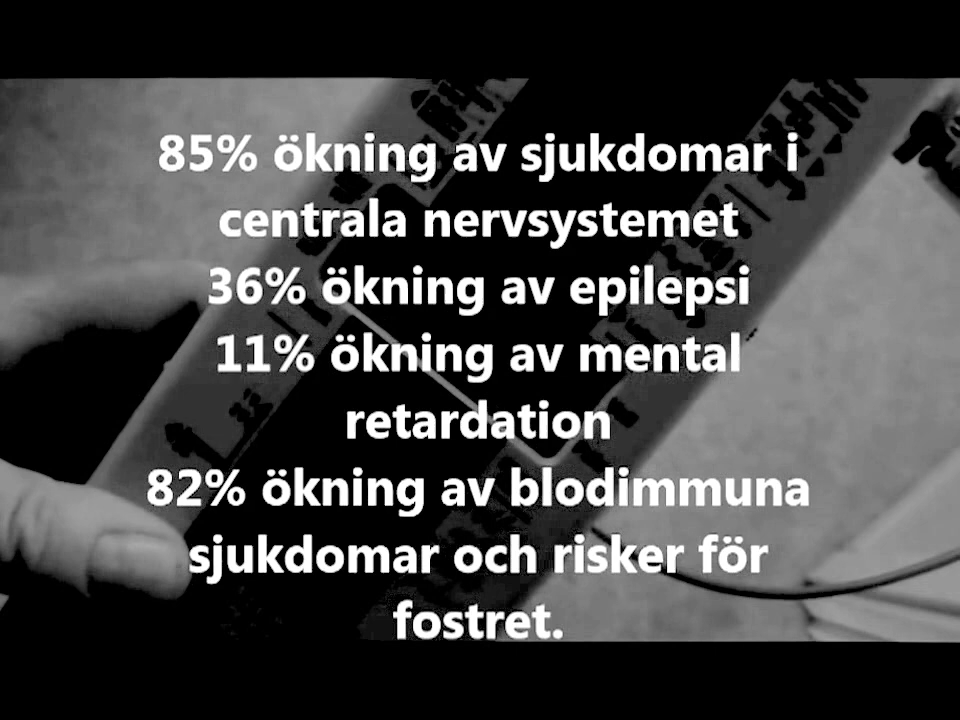 85% ökning av sjukdomar i
centrala nervsystemet
36% ökning av epilepsi
11% ökning av mental
retardation
82% ökning av blodimmuna
sjukdomar och risker för
fostret.